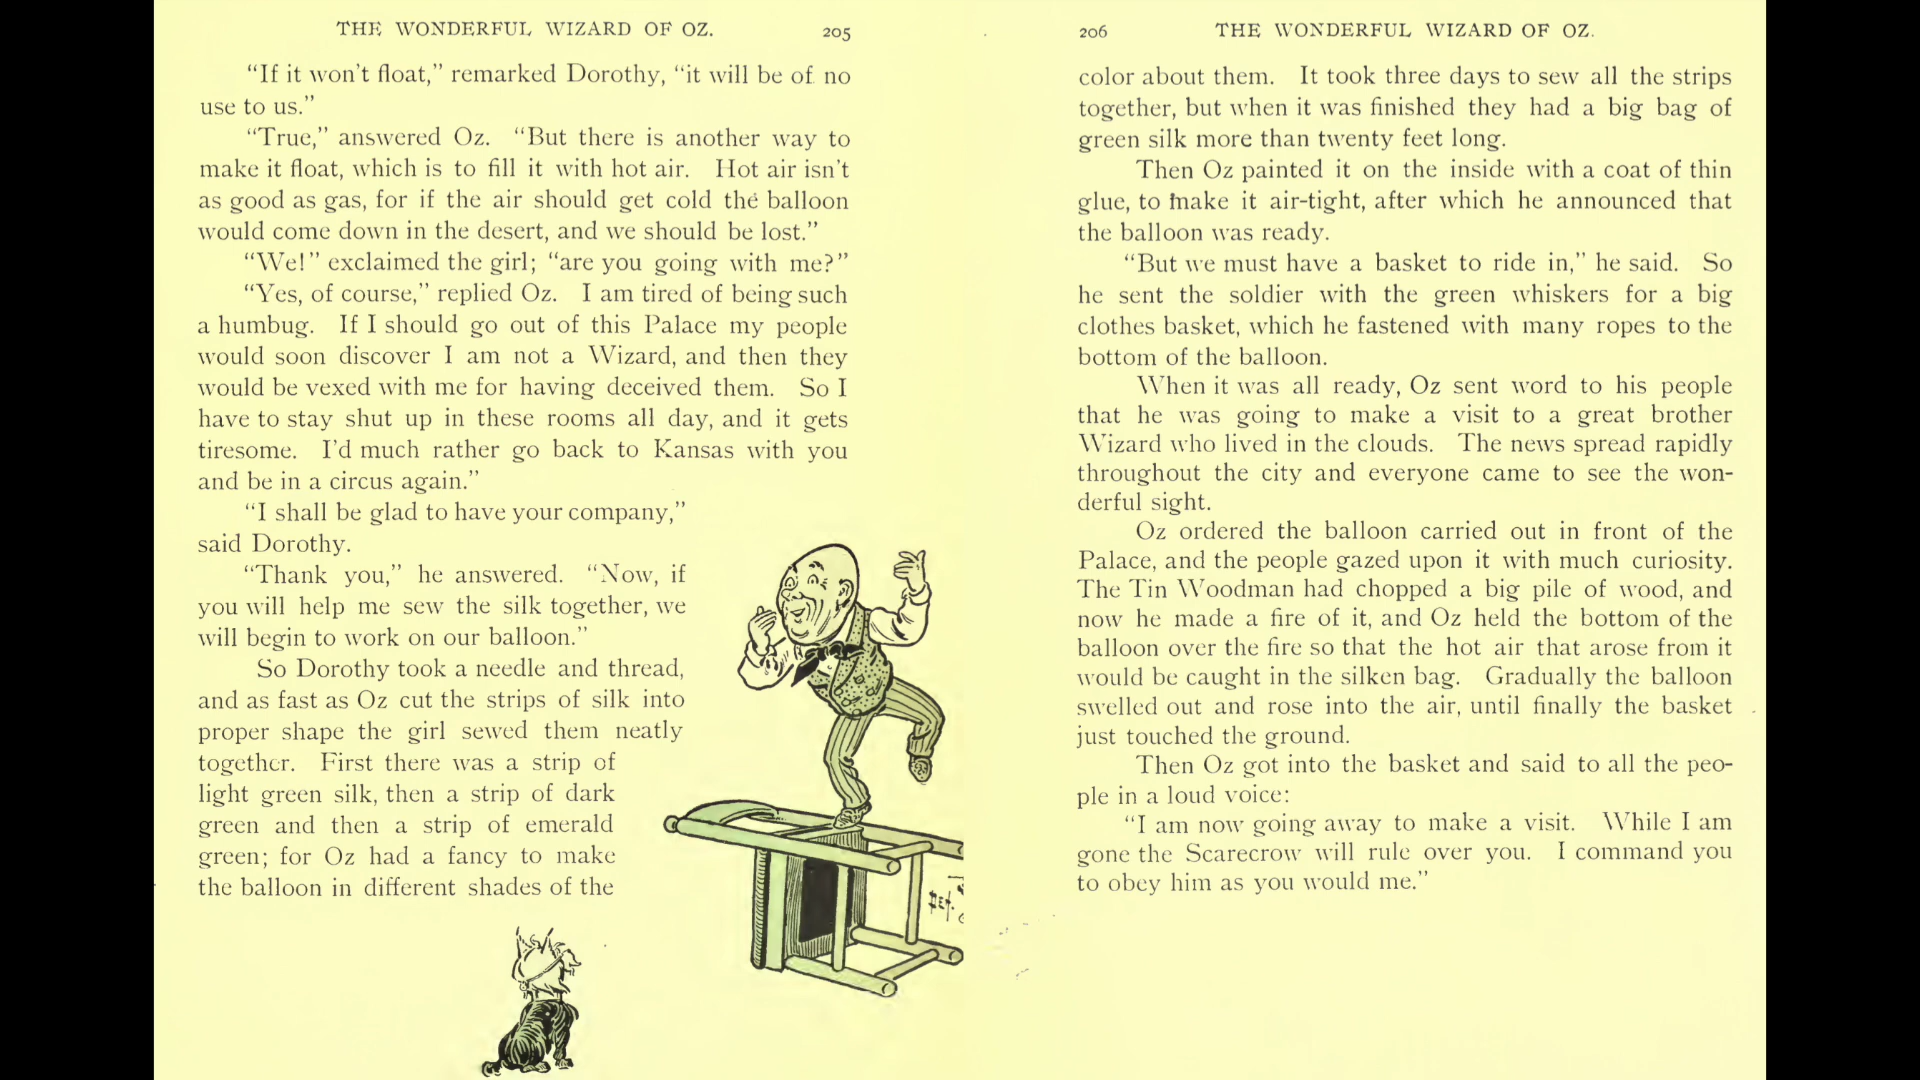 THE WONDERFUL WIZARD OF OZ. 205
"If it won't float," remarked Dorothy, "it will be of no
use to us."
"True," answered Oz. "But there is another way to
make it float, which is to fill it with hot air. Hot air isn't
as good as gas, for if the air should get cold the balloon
would come down in the desert, and we should be lost."
"We!" exclaimed the girl; "are you going with me?"
"Yes, of course," replied Oz. I am tired of being such
a humbug. If I should go out of this Palace my people
would soon discover I am not a Wizard, and then they
would be vexed with me for having deceived them. So I
have to stay shut up in these rooms all day, and it gets
tiresome. I'd much rather go back to Kansas with you
and be in a circus again."
"I shall be glad to have your company,"
said Dorothy.
"Thank you," he answered. "Now, if
you will help me sew the silk together, we
will begin to work on our balloon."
So Dorothy took a needle and thread,
and as fast as Oz cut the strips of silk into
proper shape the girl sewed them neatly
together. First there was a strip of
light green silk, then a strip of dark
green and then a strip of emerald
green; for Oz had a fancy to make
the balloon in different shades of the
206 THE WONDERFUL WIZARD OF OZ.
color about them. It took three days to sew all the strips
together, but when it was finished they had a big bag of
green silk more than twenty feet long.
Then Oz painted it on the inside with a coat of thin
glue, to make it air-tight, after which he announced that
the balloon was ready.
"But we must have a basket to ride in," he said. So
he sent the soldier with the green whiskers for a big
clothes basket, which he fastened with many ropes to the
bottom of the balloon.
When it was all ready, Oz sent word to his people
that he was going to make a visit to a great brother
Wizard who lived in the clouds. The news spread rapidly
throughout the city and everyone came to see the won-
derful sight.
Oz ordered the balloon carried out in front of the
Palace, and the people gazed upon it with much curiosity.
The Tin Woodman had chopped a big pile of wood, and
now he made a fire of it, and Oz held the bottom of the
balloon over the fire so that the hot air that arose from it
would be caught in the silken bag. Gradually the balloon
swelled out and rose into the air, until finally the basket
just touched the ground.
Then Oz got into the basket and said to all the peo-
ple in a loud voice:
"I am now going away to make a visit. While I am
gone the Scarecrow will rule over you. I command you
to obey him as you would me."